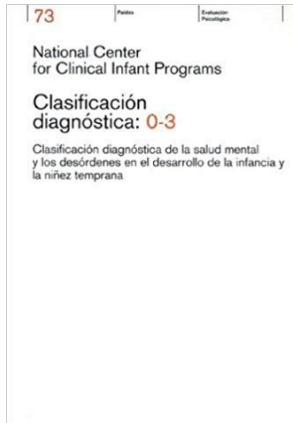 73
Paidós
Evaluación
Psicológica
National Center
for Clinical Infant Programs
Clasificación
diagnóstica: 0-3
Clasificación diagnóstica de la salud mental
y los desórdenes en el desarrollo de la infancia y
la niñez temprana